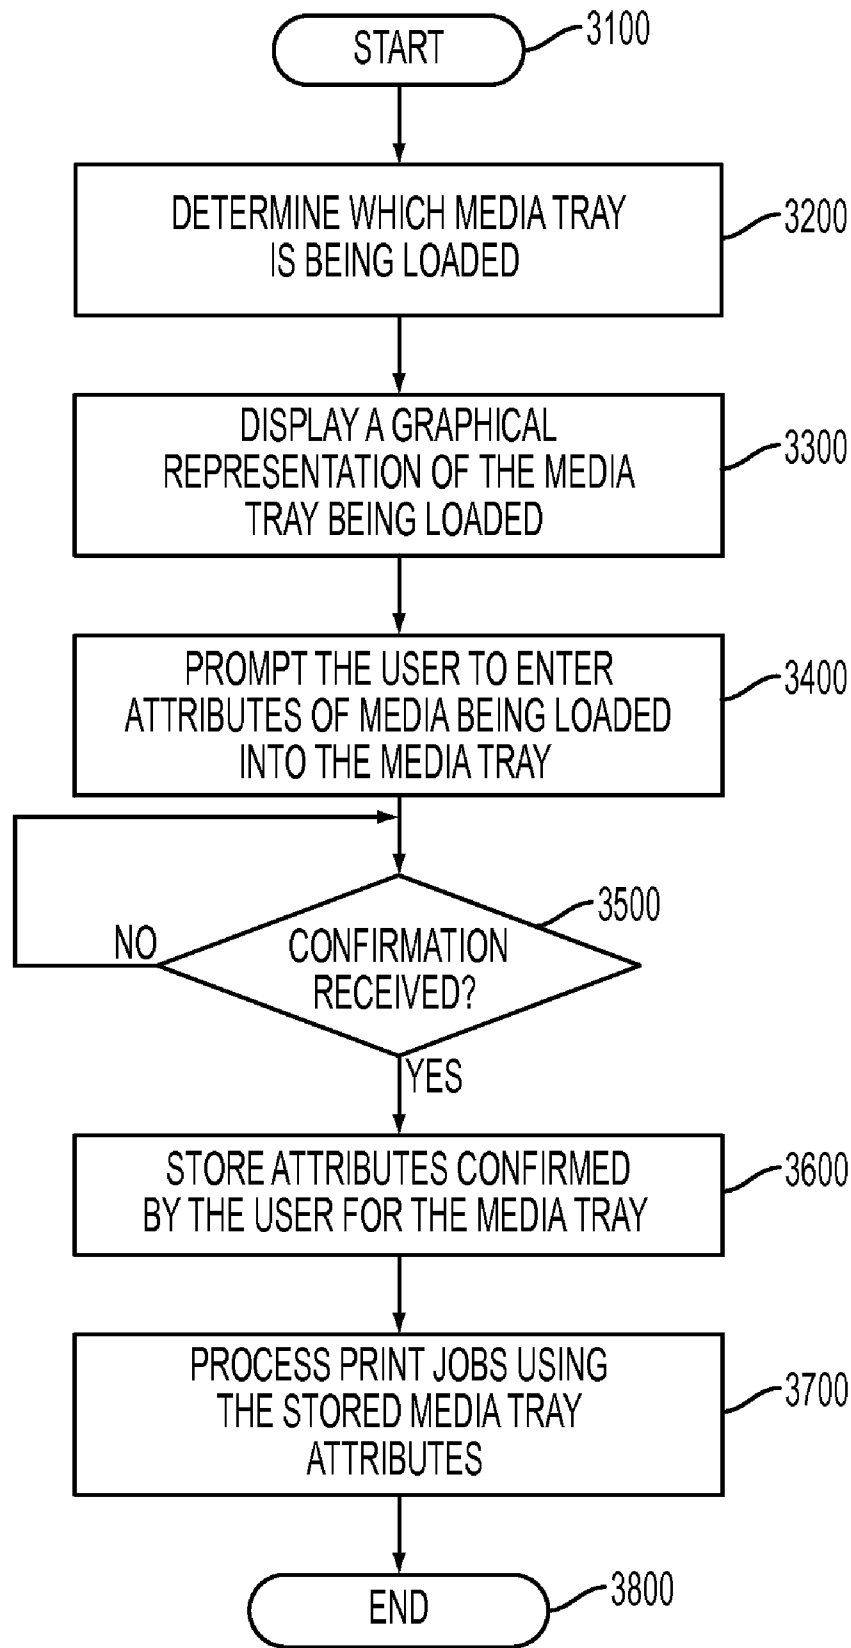 START
3100
DETERMINE WHICH MEDIA TRAY
IS BEING LOADED
3200
DISPLAY A GRAPHICAL
REPRESENTATION OF THE MEDIA
TRAY BEING LOADED
3300
PROMPT THE USER TO ENTER
ATTRIBUTES OF MEDIA BEING LOADED
INTO THE MEDIA TRAY
3400
CONFIRMATION
RECEIVED?
3500
NO
YES
STORE ATTRIBUTES CONFIRMED
BY THE USER FOR THE MEDIA TRAY
3600
PROCESS PRINT JOBS USING
THE STORED MEDIA TRAY
ATTRIBUTES
3700
END
3800